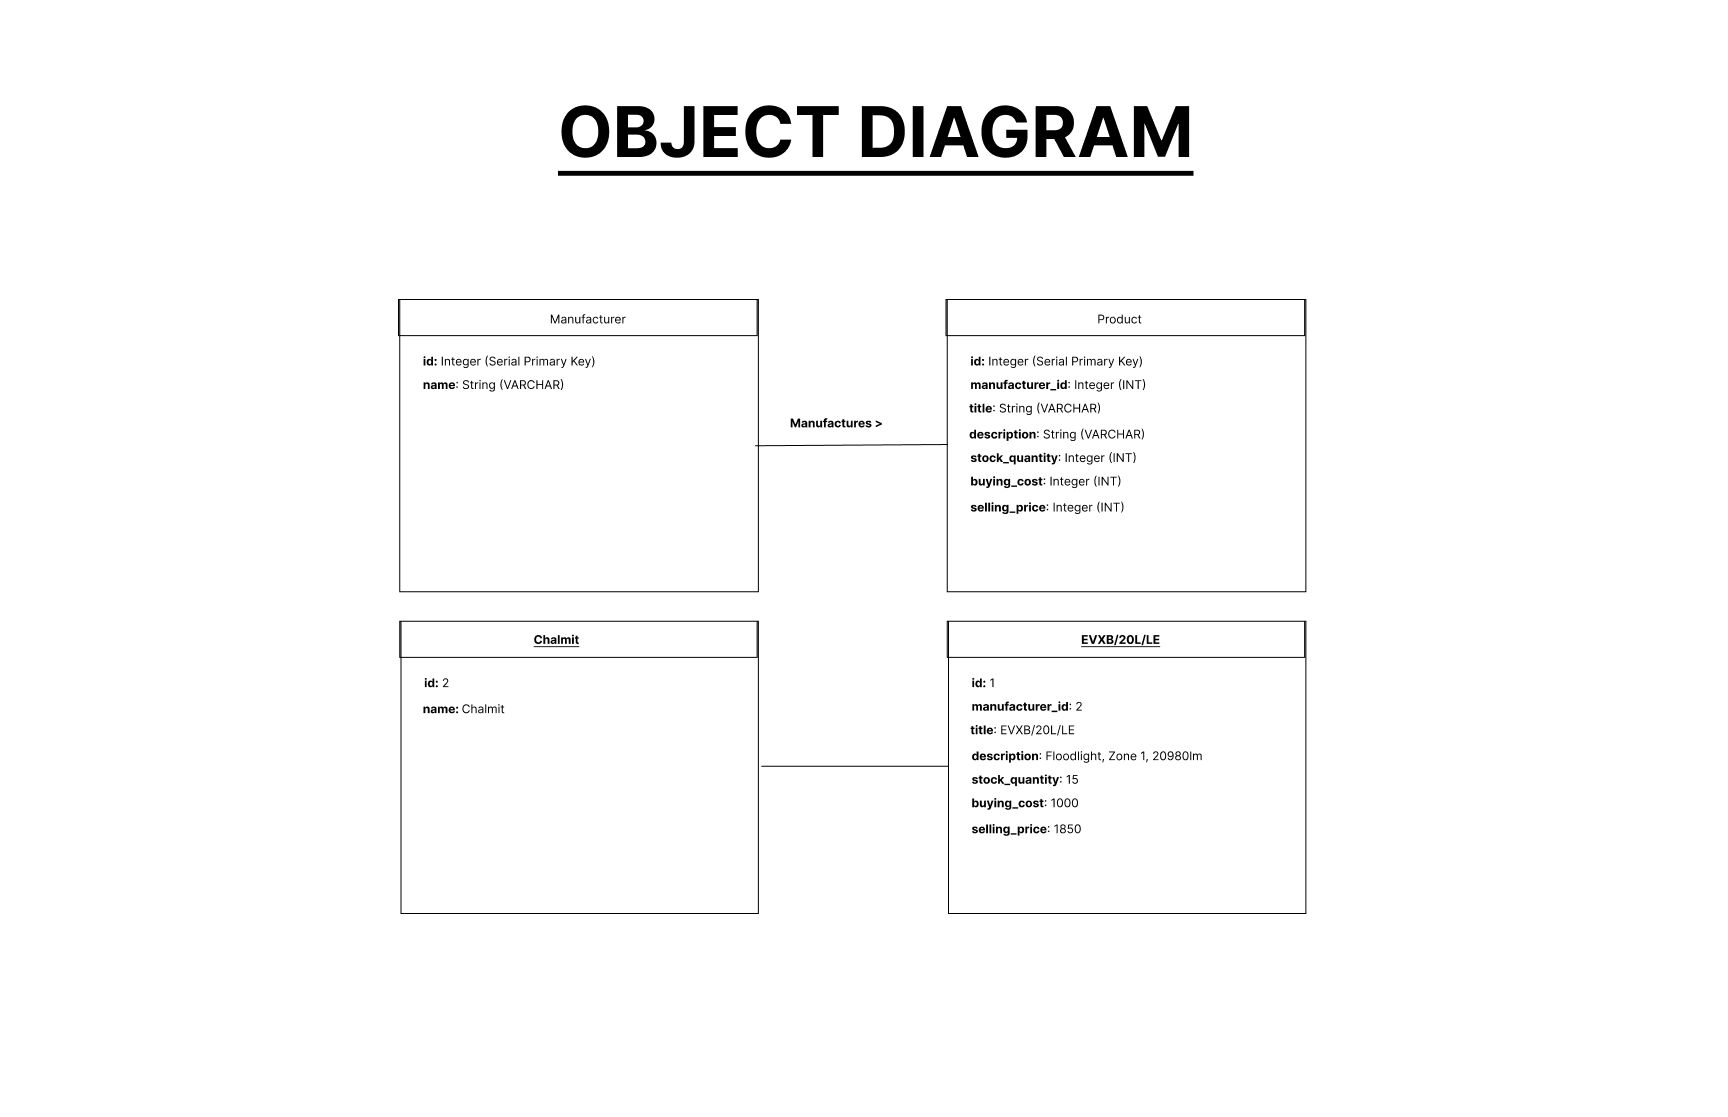 OBJECT DIAGRAM
Manufacturer
id: Integer (Serial Primary Key)
name: String (VARCHAR)
Manufactures >
Product
id: Integer (Serial Primary Key)
manufacturer_id: Integer (INT)
title: String (VARCHAR)
description: String (VARCHAR)
stock_quantity: Integer (INT)
buying_cost: Integer (INT)
selling_price: Integer (INT)
Chalmit
id: 2
name: Chalmit
EVXB/20L/LE
id: 1
manufacturer_id: 2
title: EVXB/20L/LE
description: Floodlight, Zone 1, 20980lm
stock_quantity: 15
buying_cost: 1000
selling_price: 1850